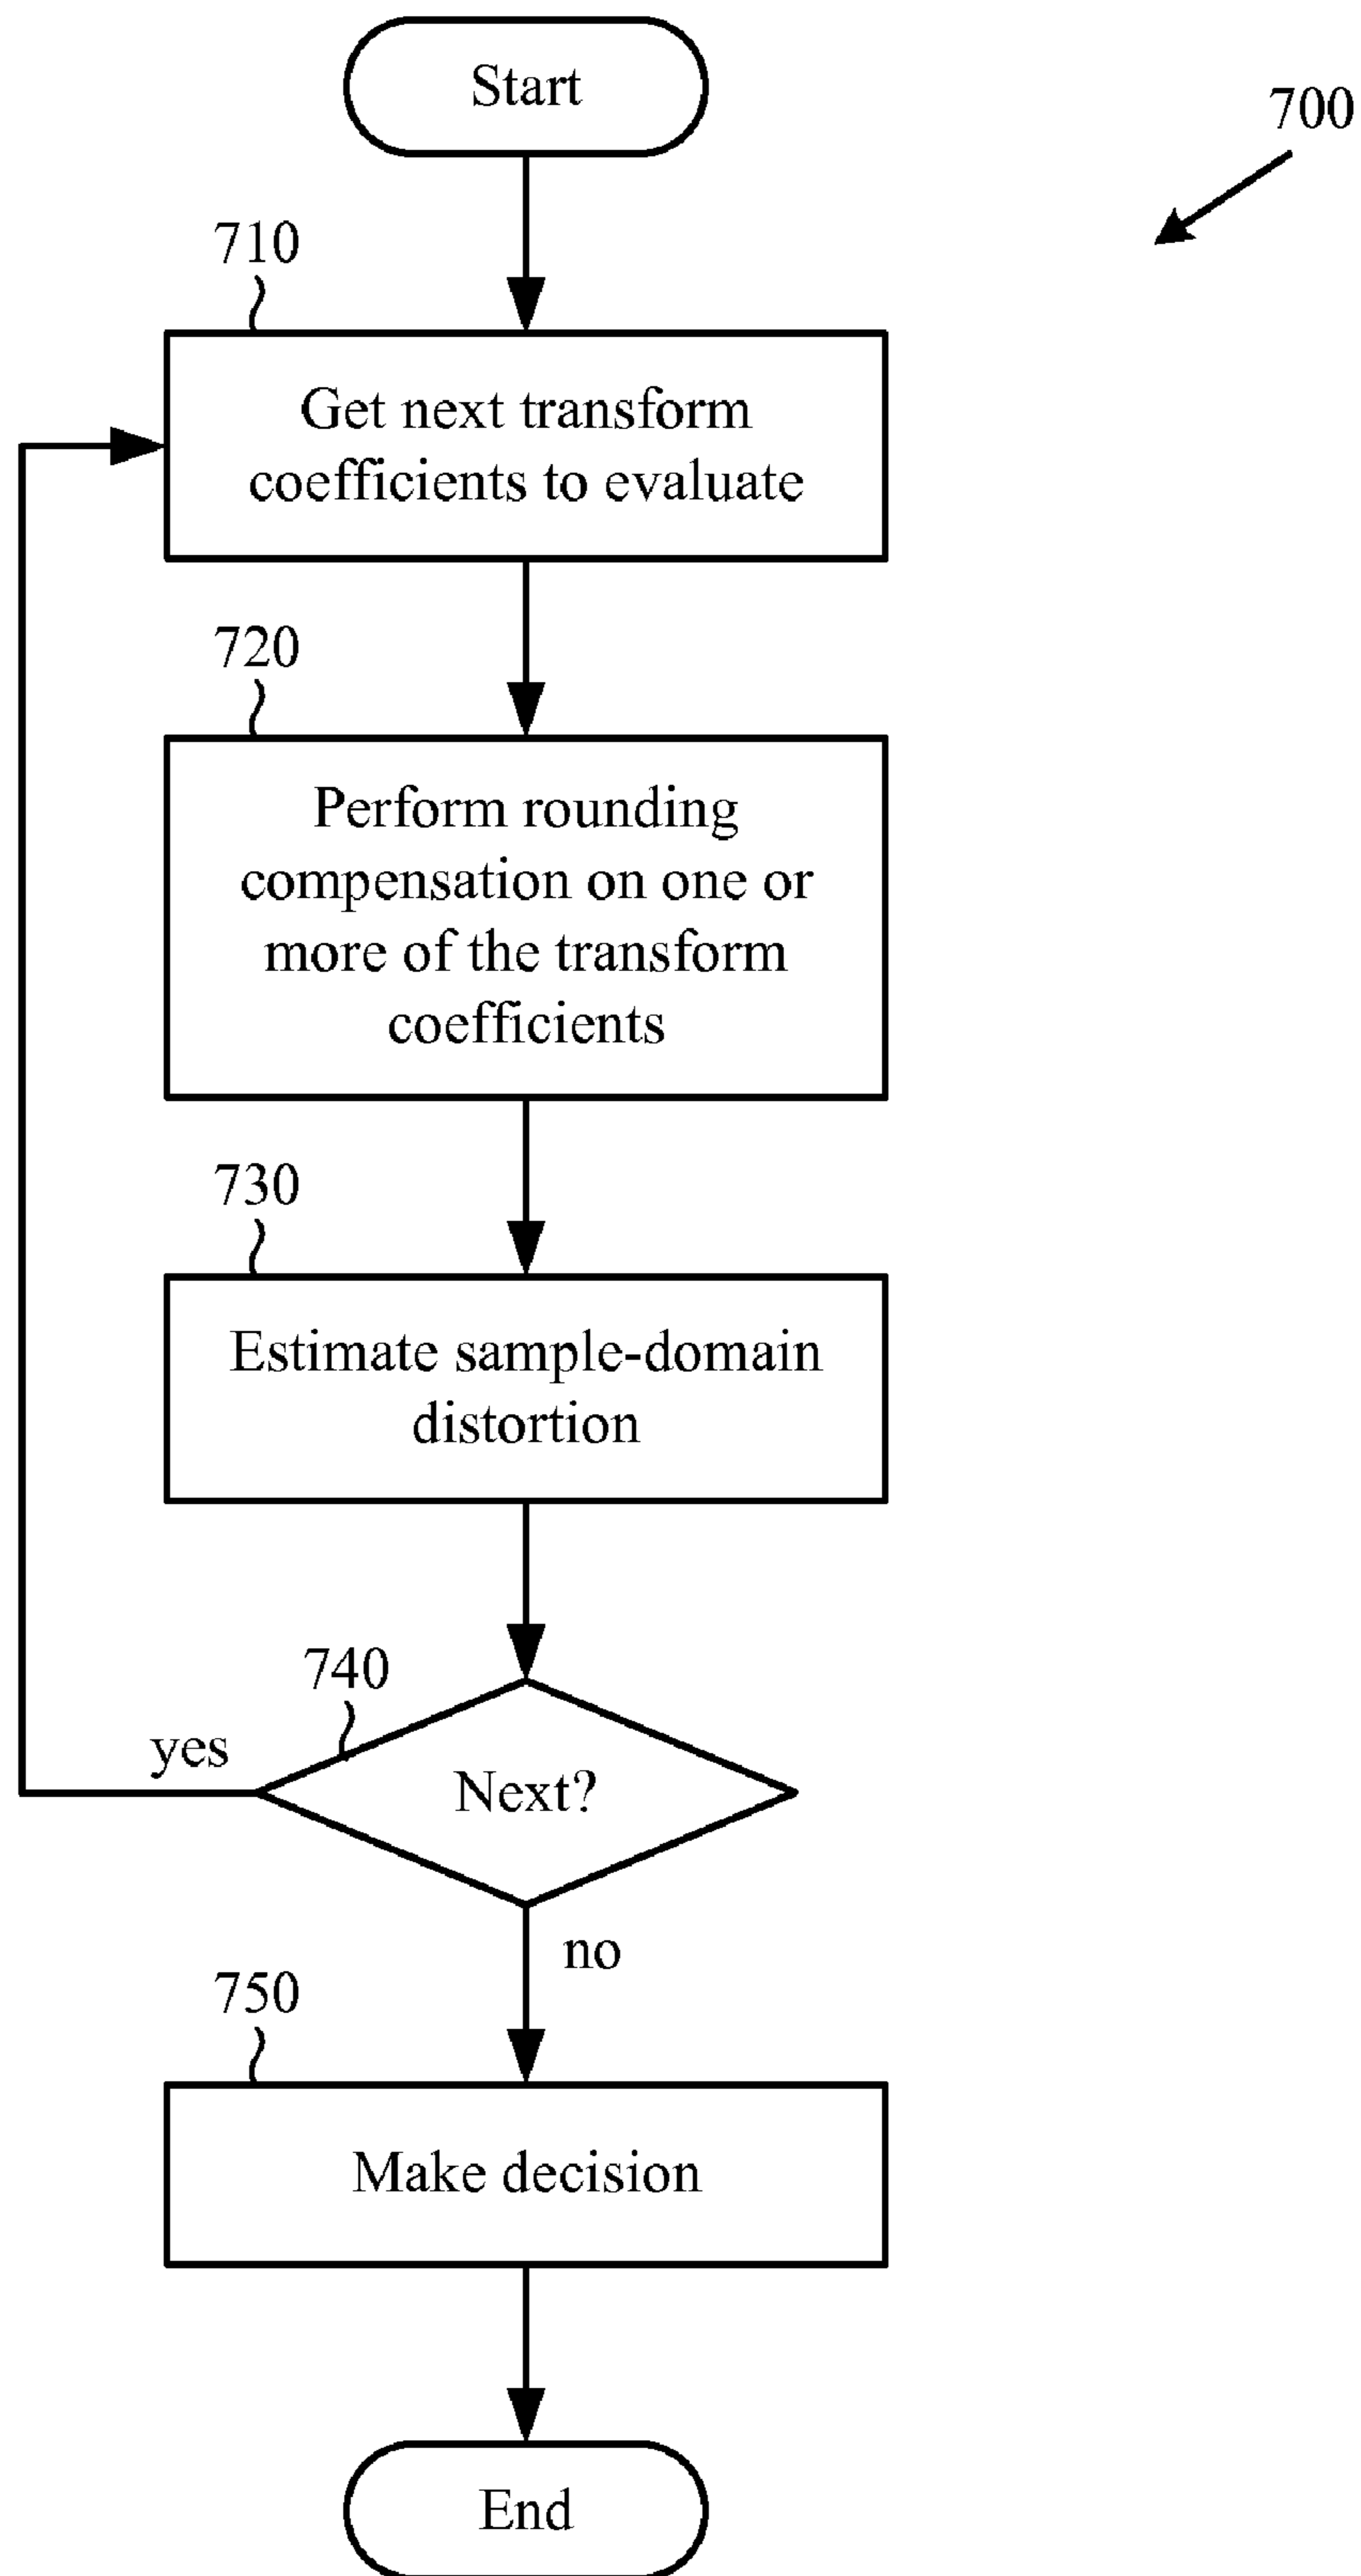 Start
700
710
Get next transform
coefficients to evaluate
720
Perform rounding
compensation on one or
more of the transform
coefficients
730
Estimate sample-domain
distortion
740
yes
Next?
no
750
Make decision
End